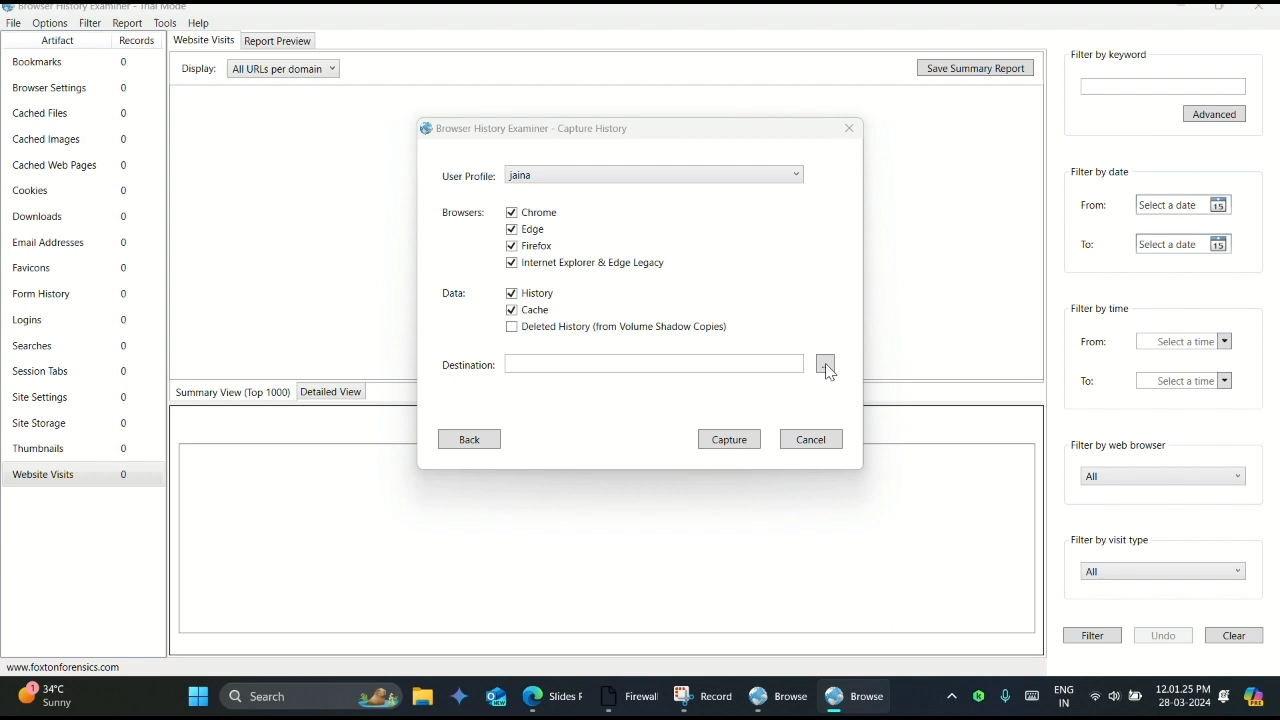 Browser History Examiner - Trial Mode
File Options Filter Report Tools Help
Artifact Records
Bookmarks 0
Browser Settings 0
Cached Files 0
Cached Images 0
Cached Web Pages 0
Cookies 0
Downloads 0
Email Addresses 0
Favicons 0
Form History 0
Logins 0
Searches 0
Session Tabs 0
Site Settings 0
Site Storage 0
Thumbnails 0
Website Visits 0
www.foxtonforensics.com
Website Visits Report Preview
Display: All URLs per domain Save Summary Report
Browser History Examiner - Capture History
User Profile: jaina
Browsers: Chrome
Edge
Firefox
Internet Explorer & Edge Legacy
Data: History
Cache
Deleted History (from Volume Shadow Copies)
Destination:
Back Capture Cancel
Summary View (Top 1000) Detailed View
Filter by keyword
Advanced
Filter by date
From: Select a date 15
To: Select a date 15
Filter by time
From: Select a time
To: Select a time
Filter by web browser
All
Filter by visit type
All
Filter Undo Clear
1 34°C
Sunny
Search
NEW
Slides F
Firewall
Record
Browse
Browse
ENG
IN
12.01.25 PM
28-03-2024
PRE